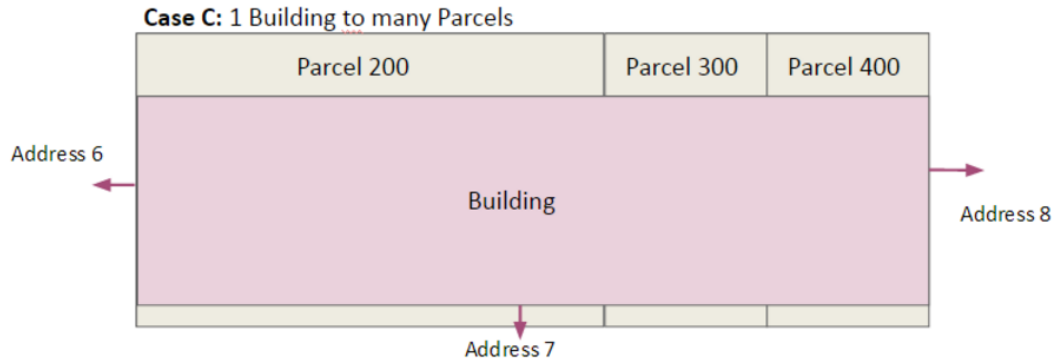 Case C: 1 Building to many Parcels
Parcel 200 Parcel 300 Parcel 400
Address 6
Building
Address 8
Address 7